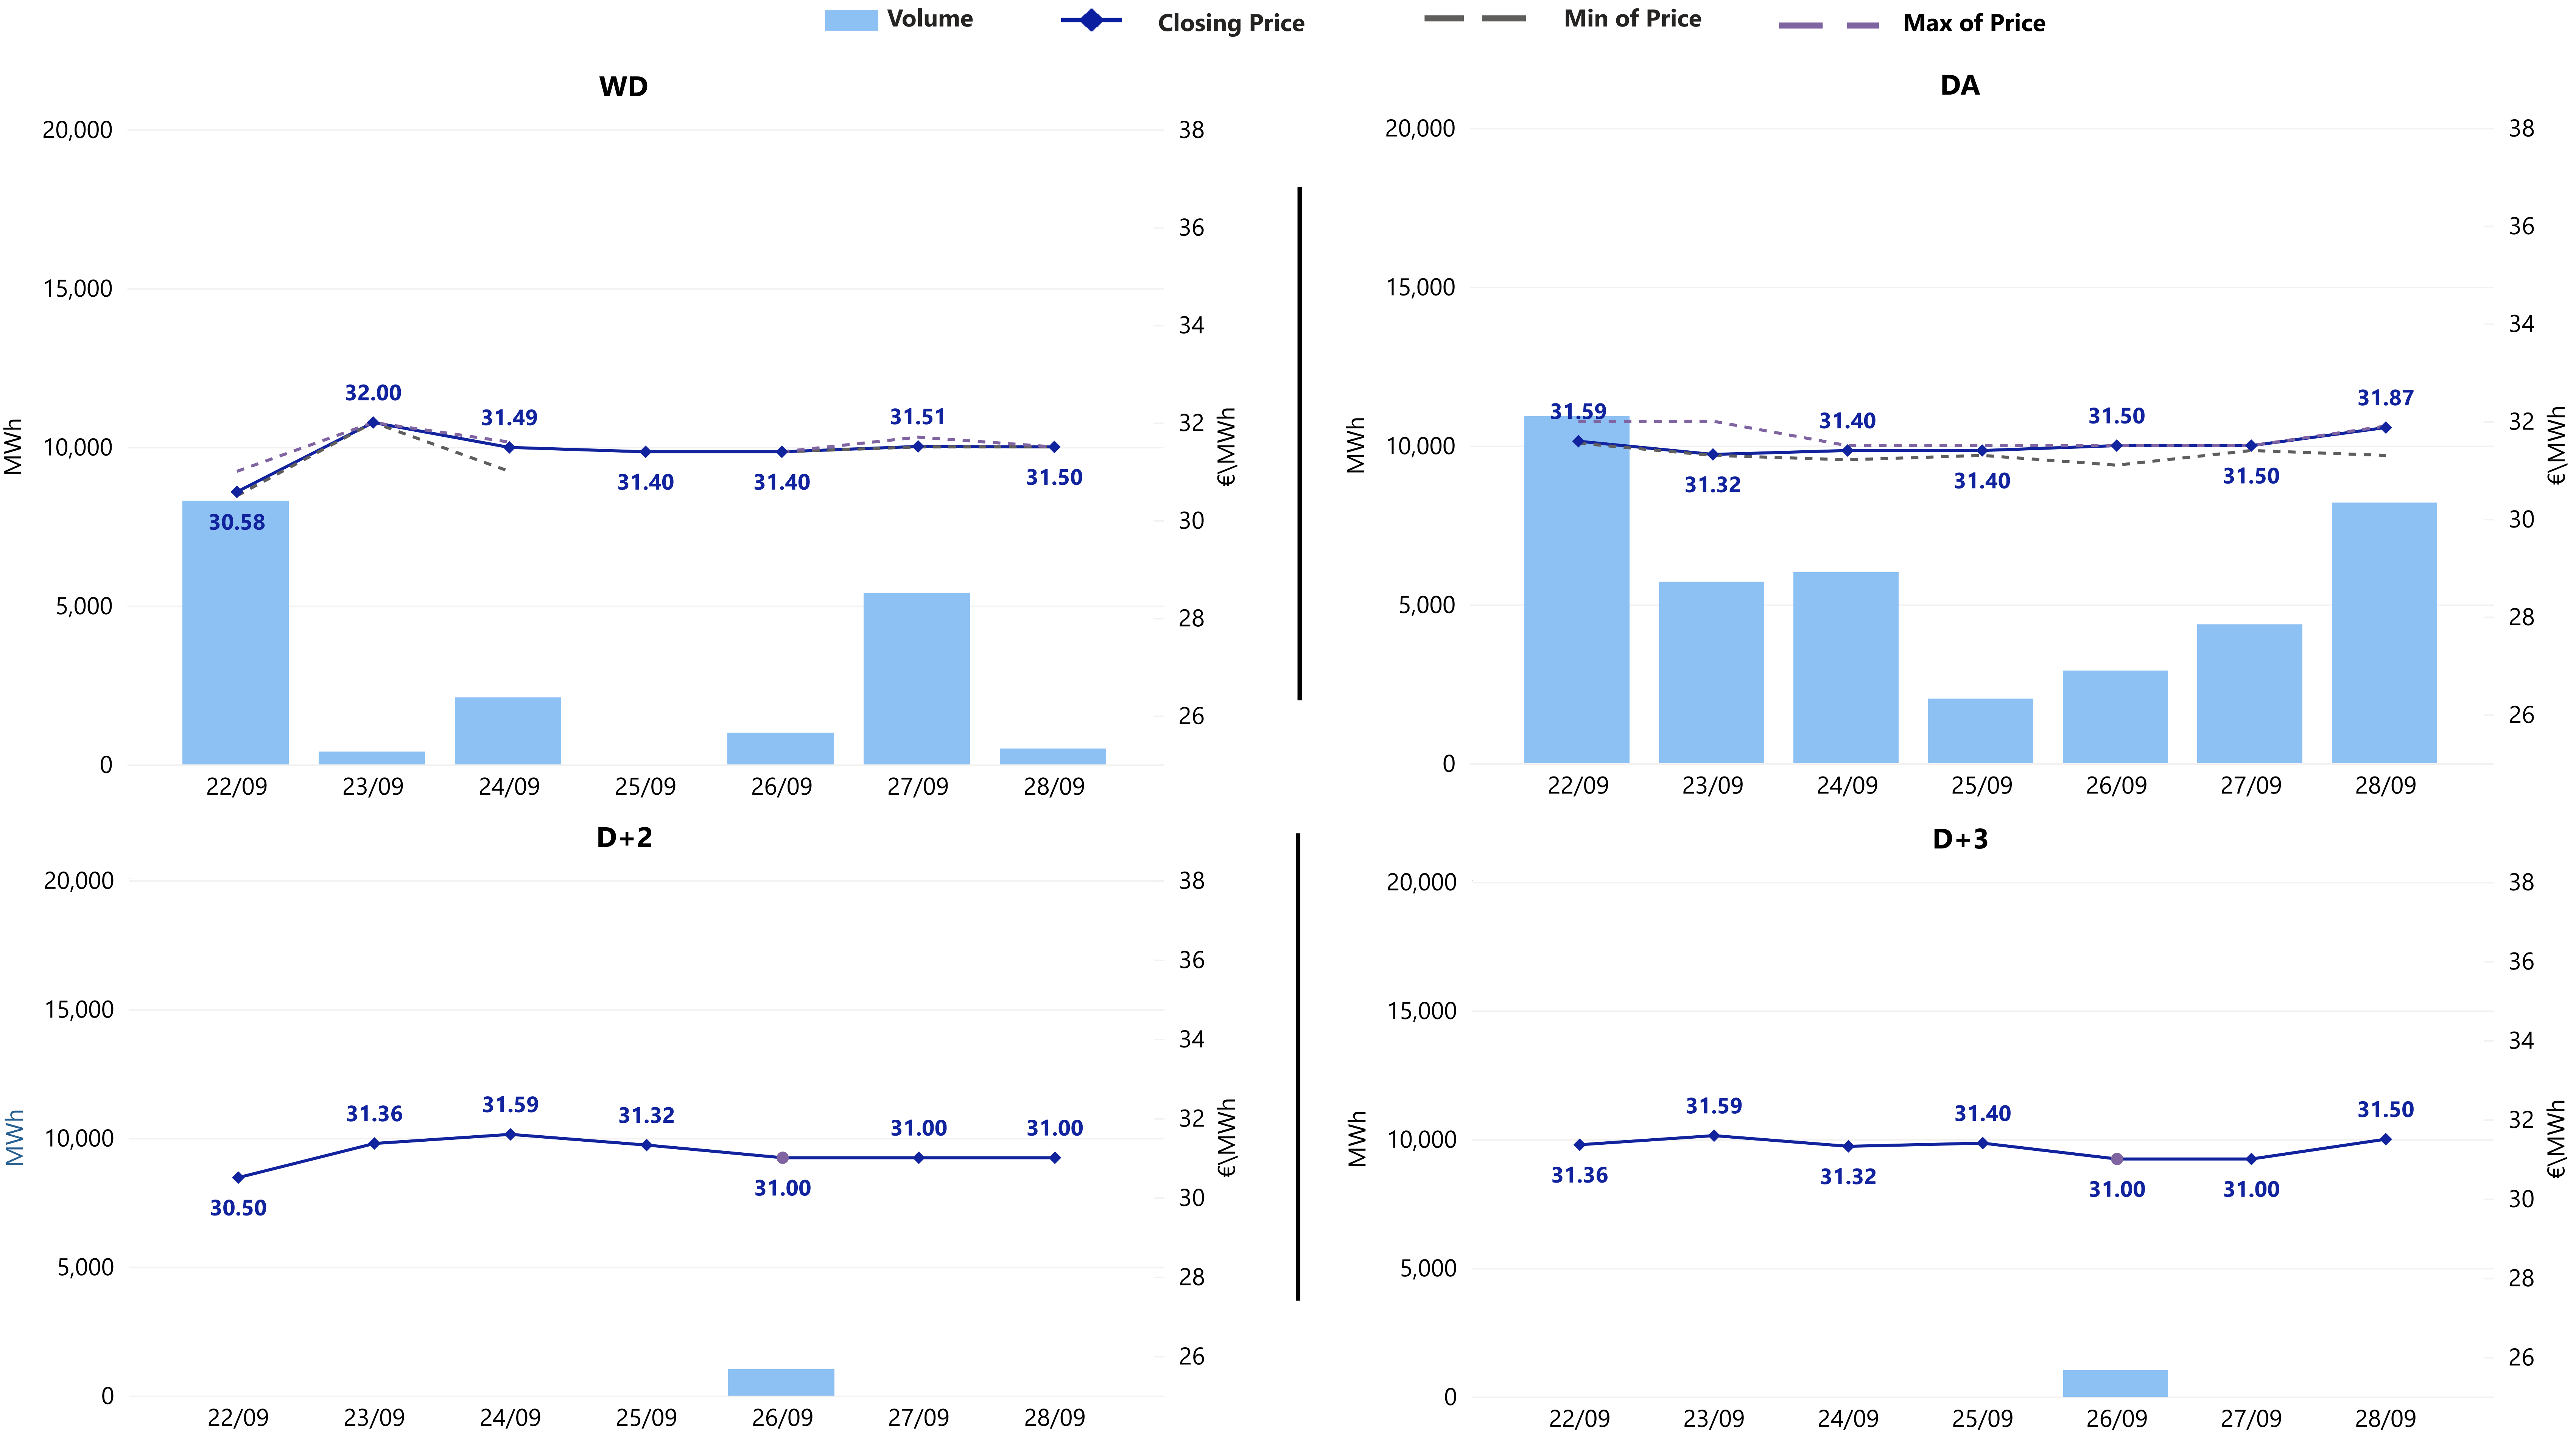 Volume Closing Price Min of Price Max of Price
WD
20,000 38
36
15,000
34
32.00
31.49 31.51
32
10,000
MWh €\MWh
31.40 31.40 31.50
30.58
30
5,000
28
26
0
22/09 23/09 24/09 25/09 26/09 27/09 28/09
DA
20,000 38
36
15,000
34
31.59 31.40 31.50 31.87
32
10,000
MWh €\MWh
31.32 31.40 31.50
30
5,000
28
26
0
22/09 23/09 24/09 25/09 26/09 27/09 28/09
D+2
20,000 38
36
15,000
34
31.36 31.59 31.32 31.00 31.00
32
10,000
MWh €\MWh
30.50 31.00
30
5,000
28
26
0
22/09 23/09 24/09 25/09 26/09 27/09 28/09
D+3
20,000 38
36
15,000
34
31.59 31.40 31.50
32
10,000
MWh €\MWh
31.36 31.32 31.00 31.00
30
5,000
28
26
0
22/09 23/09 24/09 25/09 26/09 27/09 28/09